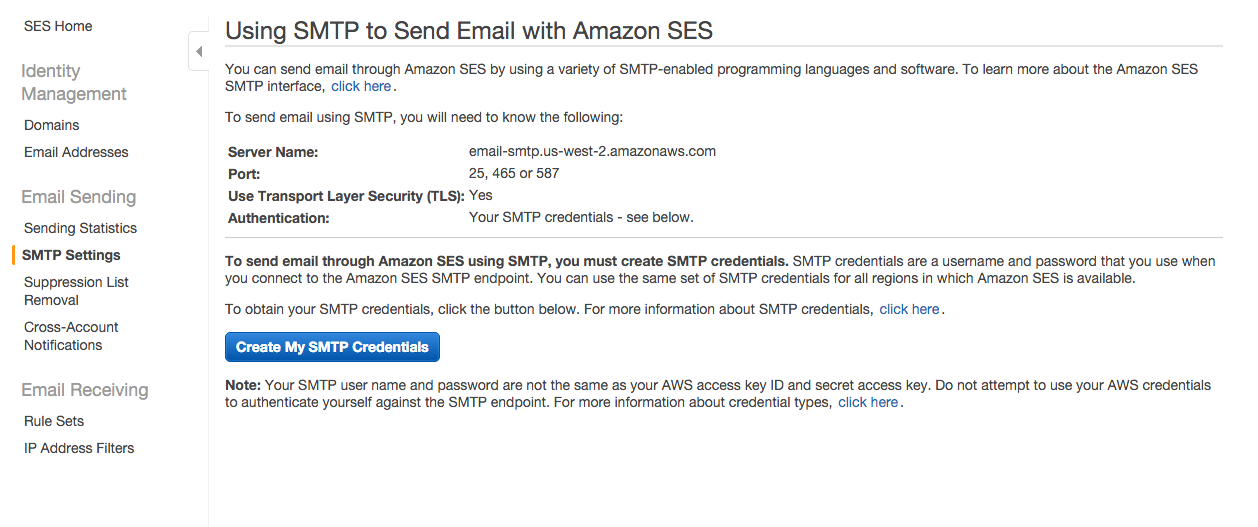 SES Home
Identity
Management
Domains
Email Addresses
Email Sending
Sending Statistics
SMTP Settings
Suppression List
Removal
Cross-Account
Notifications
Email Receiving
Rule Sets
IP Address Filters
Using SMTP to Send Email with Amazon SES
You can send email through Amazon SES by using a variety of SMTP-enabled programming languages and software. To learn more about the Amazon SES
SMTP interface, click here.
To send email using SMTP, you will need to know the following:
Server Name: email-smtp.us-west-2.amazonaws.com
Port: 25, 465 or 587
Use Transport Layer Security (TLS): Yes
Authentication: Your SMTP credentials - see below.
To send email through Amazon SES using SMTP, you must create SMTP credentials. SMTP credentials are a username and password that you use when
you connect to the Amazon SES SMTP endpoint. You can use the same set of SMTP credentials for all regions in which Amazon SES is available.
To obtain your SMTP credentials, click the button below. For more information about SMTP credentials, click here.
Create My SMTP Credentials
Note: Your SMTP user name and password are not the same as your AWS access key ID and secret access key. Do not attempt to use your AWS credentials
to authenticate yourself against the SMTP endpoint. For more information about credential types, click here.